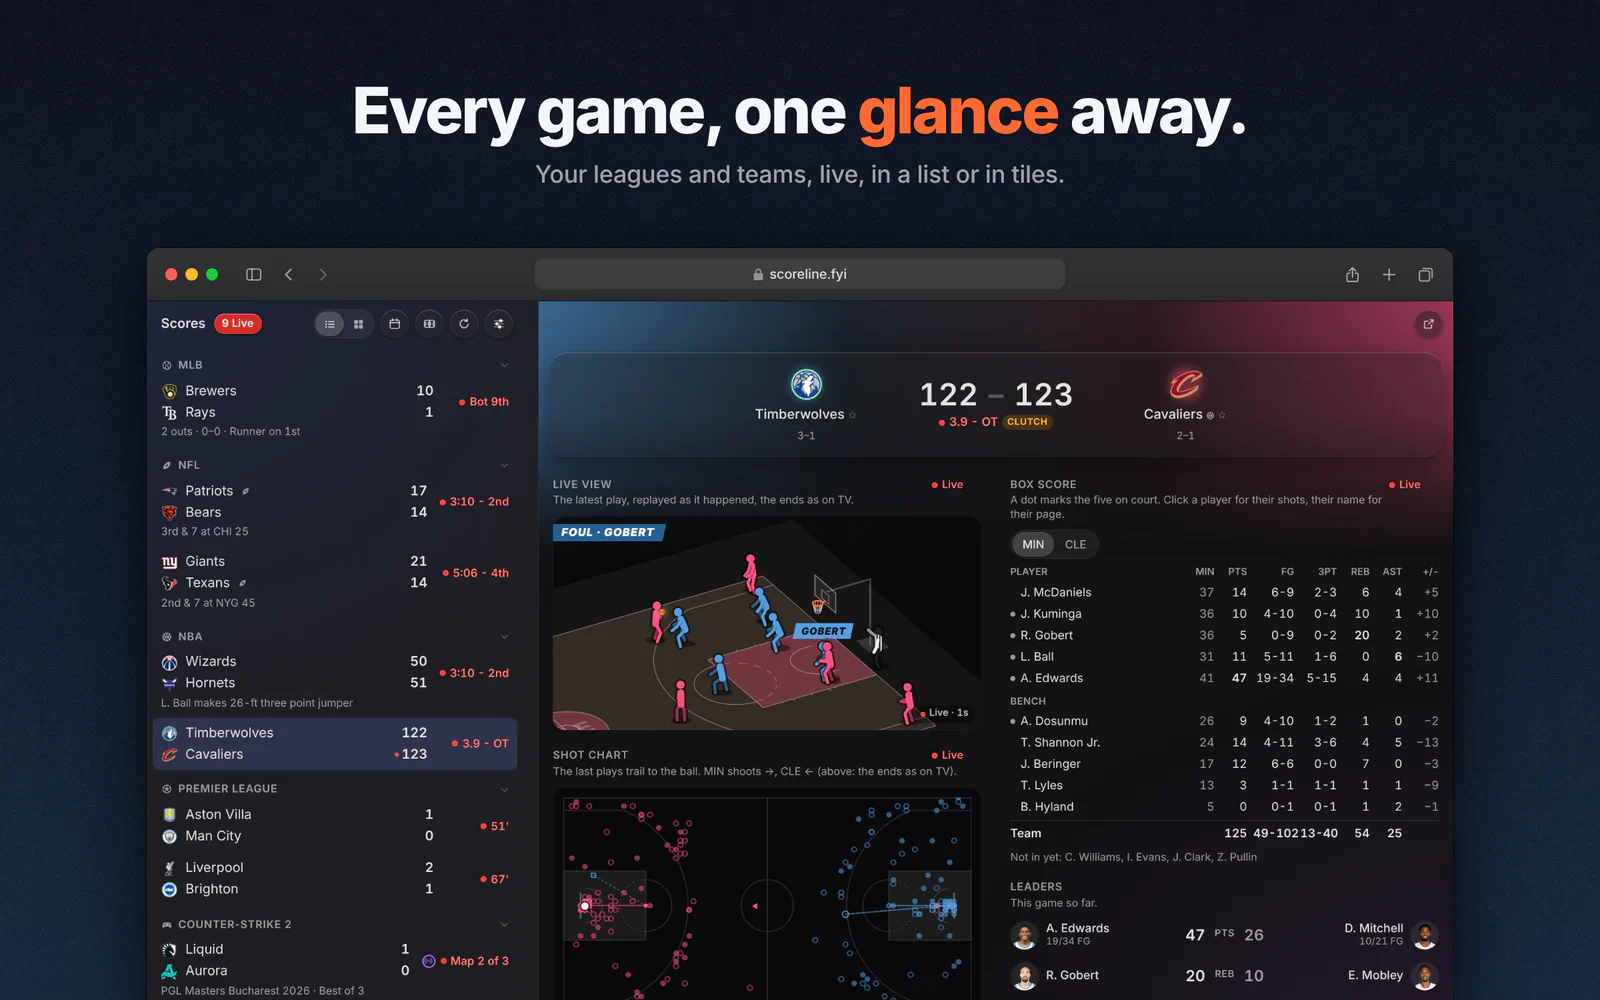 Every game, one glance away.
Your leagues and teams, live, in a list or in tiles.
scoreline.fyi
Scores 9 Live
MLB
Brewers 10
Rays 1
Bot 9th
2 outs · 0–0 · Runner on 1st
NFL
Patriots 17
Bears 14
3:10 - 2nd
3rd & 7 at CHI 25
Giants 21
Texans 14
5:06 - 4th
2nd & 7 at NYG 45
NBA
Wizards 50
Hornets 51
3:10 - 2nd
L. Ball makes 26-ft three point jumper
Timberwolves 122
Cavaliers 123
3.9 - OT
PREMIER LEAGUE
Aston Villa 1
Man City 0
51'
Liverpool 2
Brighton 1
67'
COUNTER-STRIKE 2
Liquid 1
Aurora 0
Map 2 of 3
PGL Masters Bucharest 2026 · Best of 3
Timberwolves
3–1
122 – 123
3.9 - OT CLUTCH
Cavaliers
2–1
LIVE VIEW Live
The latest play, replayed as it happened, the ends as on TV.
FOUL · GOBERT
GOBERT
Live · 1s
SHOT CHART Live
The last plays trail to the ball. MIN shoots →, CLE ← (above: the ends as on TV).
BOX SCORE Live
A dot marks the five on court. Click a player for their shots, their name for
their page.
MIN CLE
PLAYER MIN PTS FG 3PT REB AST +/-
J. McDaniels 37 14 6-9 2-3 6 4 +5
J. Kuminga 36 10 4-10 0-4 10 1 +10
R. Gobert 36 5 0-9 0-2 20 2 +2
L. Ball 31 11 5-11 1-6 0 6 −10
A. Edwards 41 47 19-34 5-15 4 4 +11
BENCH
A. Dosunmu 26 9 4-10 1-2 1 0 −2
T. Shannon Jr. 24 14 4-11 3-6 4 5 −13
J. Beringer 17 12 6-6 0-0 7 0 −3
T. Lyles 13 3 1-1 1-1 1 1 −9
B. Hyland 5 0 0-1 0-1 1 2 −1
Team 125 49-102 13-40 54 25
Not in yet: C. Williams, I. Evans, J. Clark, Z. Pullin
LEADERS
This game so far.
A. Edwards 47 PTS 26 D. Mitchell
19/34 FG 10/21 FG
R. Gobert 20 REB 10 E. Mobley